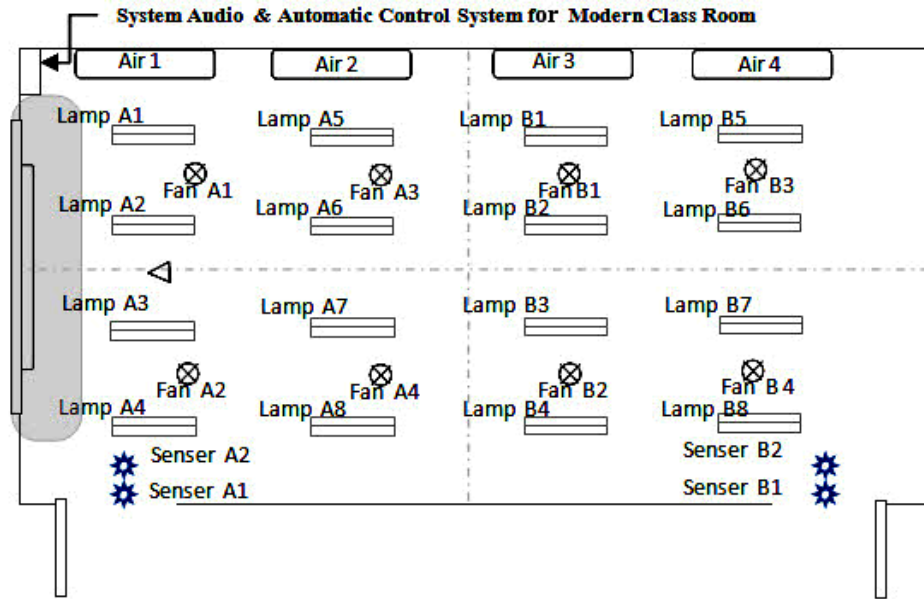 System Audio & Automatic Control System for Modern Class Room
Air 1 Air 2 Air 3 Air 4
Lamp A1 Lamp A5 Lamp B1 Lamp B5
Fan A1 Fan A3 FanB1 Fan B3
Lamp A2 Lamp A6 Lamp B2 Lamp B6
Lamp A3 Lamp A7 Lamp B3 Lamp B7
Fan A2 Fan A4 Fan B2 Fan B4
Lamp A4 Lamp A8 Lamp B4 Lamp B8
Senser A2 Senser B2
Senser A1 Senser B1